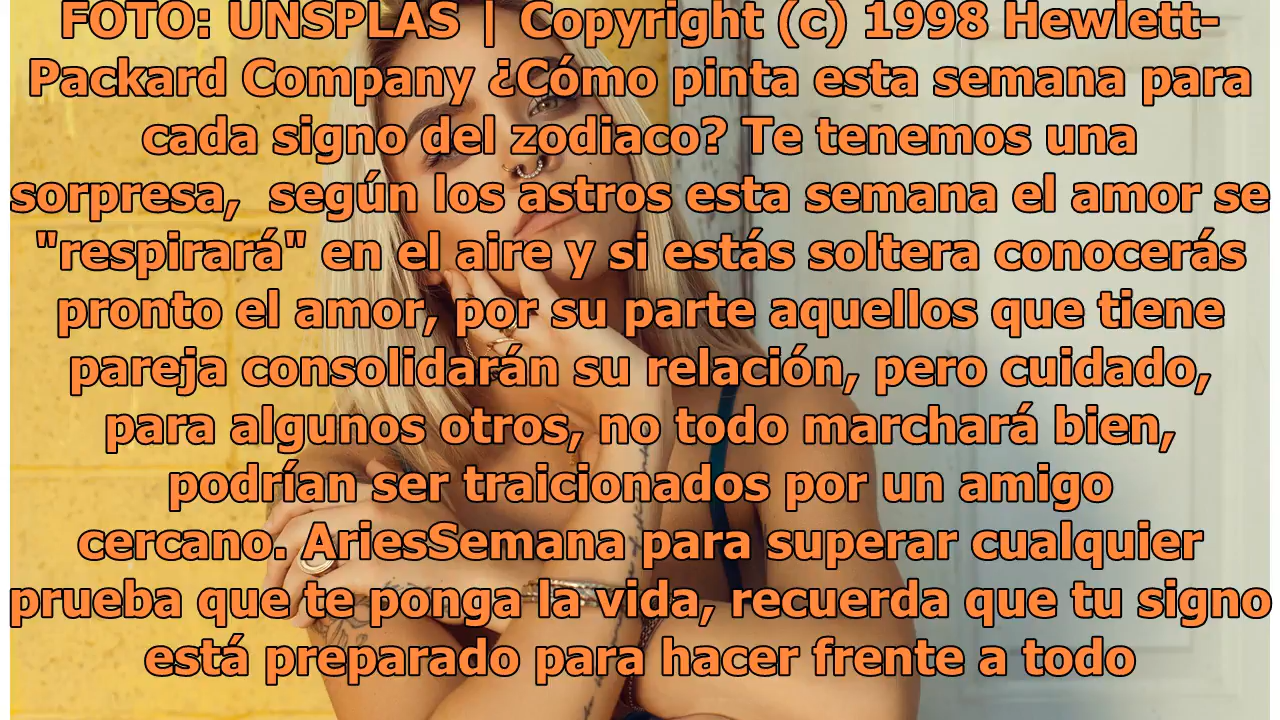 FOTO: UNSPLAS | Copyright (c) 1998 Hewlett-
Packard Company ¿Cómo pinta esta semana para
cada signo del zodiaco? Te tenemos una
sorpresa,  según los astros esta semana el amor se
"respirará" en el aire y si estás soltera conocerás
pronto el amor, por su parte aquellos que tiene
pareja consolidarán su relación, pero cuidado,
para algunos otros, no todo marchará bien,
podrían ser traicionados por un amigo
cercano. AriesSemana para superar cualquier
prueba que te ponga la vida, recuerda que tu signo
está preparado para hacer frente a todo